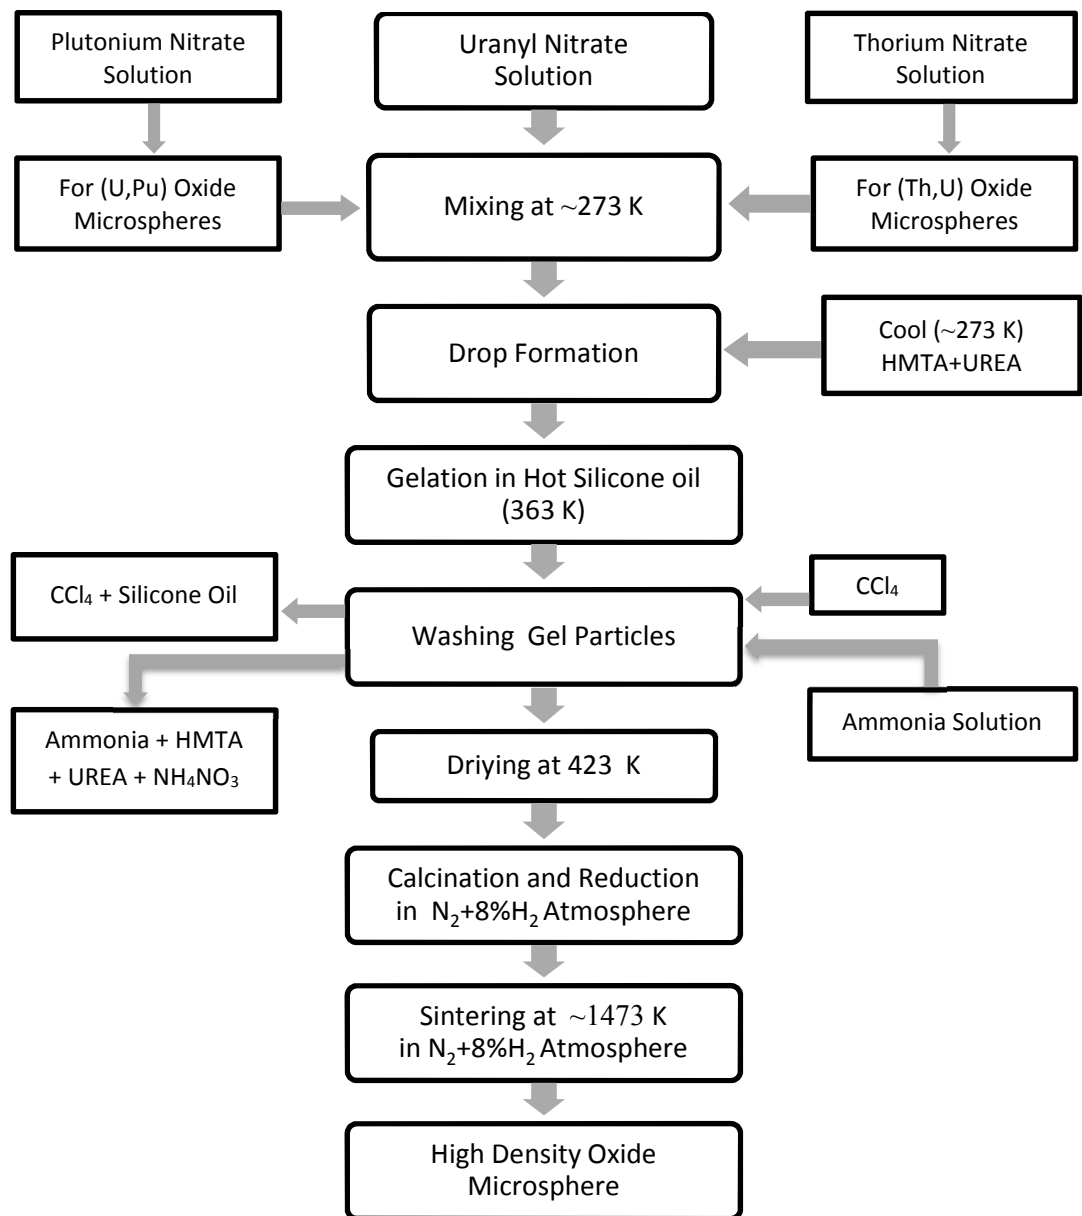 Plutonium Nitrate
Solution
Uranyl Nitrate
Solution
Thorium Nitrate
Solution
For (U,Pu) Oxide
Microspheres
Mixing at ~273 K
For (Th,U) Oxide
Microspheres
Drop Formation
Cool (~273 K)
HMTA+UREA
Gelation in Hot Silicone oil
(363 K)
CCl₄ + Silicone Oil
CCl₄
Washing Gel Particles
Ammonia + HMTA
+ UREA + NH₄NO₃
Ammonia Solution
Driying at 423 K
Calcination and Reduction
in N₂+8%H₂ Atmosphere
Sintering at ~1473 K
in N₂+8%H₂ Atmosphere
High Density Oxide
Microsphere